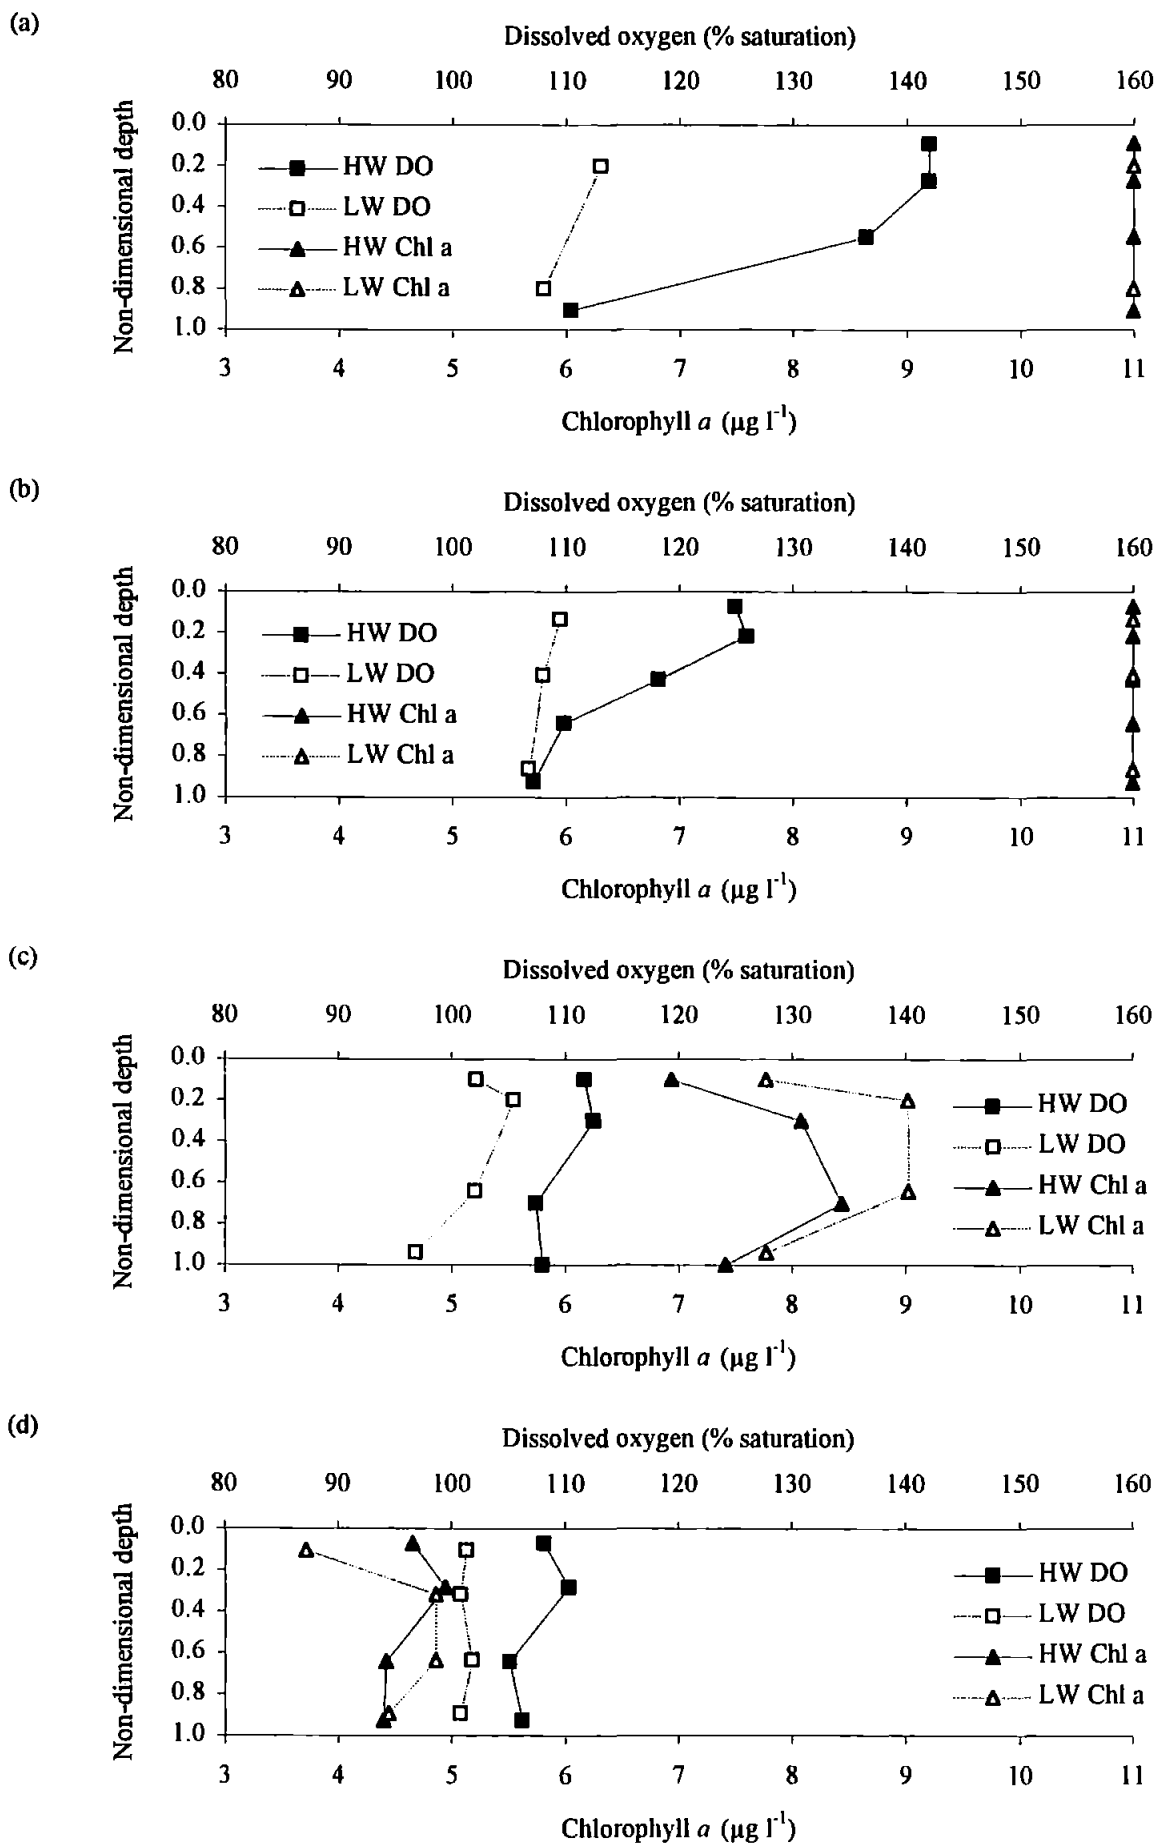 (a)
Dissolved oxygen (% saturation)
80 90 100 110 120 130 140 150 160
Non-dimensional depth
0.0
0.2
0.4
0.6
0.8
1.0
HW DO
LW DO
HW Chl a
LW Chl a
3 4 5 6 7 8 9 10 11
Chlorophyll a (µg l⁻¹)
(b)
Dissolved oxygen (% saturation)
80 90 100 110 120 130 140 150 160
Non-dimensional depth
0.0
0.2
0.4
0.6
0.8
1.0
HW DO
LW DO
HW Chl a
LW Chl a
3 4 5 6 7 8 9 10 11
Chlorophyll a (µg l⁻¹)
(c)
Dissolved oxygen (% saturation)
80 90 100 110 120 130 140 150 160
Non-dimensional depth
0.0
0.2
0.4
0.6
0.8
1.0
HW DO
LW DO
HW Chl a
LW Chl a
3 4 5 6 7 8 9 10 11
Chlorophyll a (µg l⁻¹)
(d)
Dissolved oxygen (% saturation)
80 90 100 110 120 130 140 150 160
Non-dimensional depth
0.0
0.2
0.4
0.6
0.8
1.0
HW DO
LW DO
HW Chl a
LW Chl a
3 4 5 6 7 8 9 10 11
Chlorophyll a (µg l⁻¹)